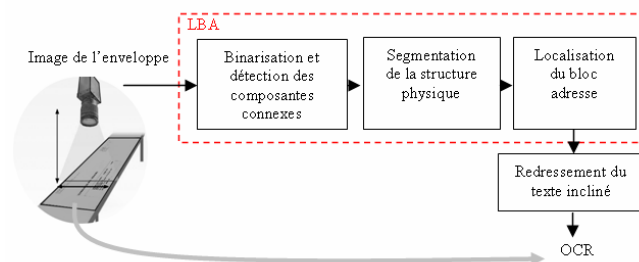 LBA
Image de l'enveloppe
Binarisation et
détection des
composantes
connexes
Segmentation
de la structure
physique
Localisation
du bloc
adresse
Redressement du
texte incliné
OCR